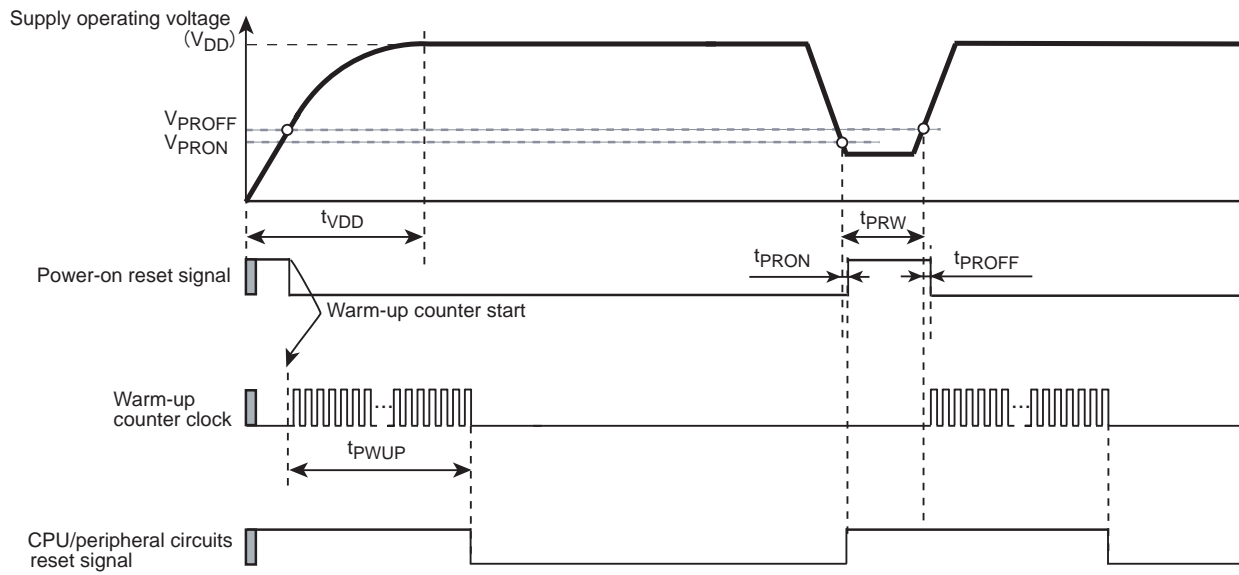 Supply operating voltage
(VDD)
VPROFF
VPRON
tVDD
tPRW
tPRON
tPROFF
Power-on reset signal
Warm-up counter start
Warm-up
counter clock
...
...
tPWUP
CPU/peripheral circuits
reset signal